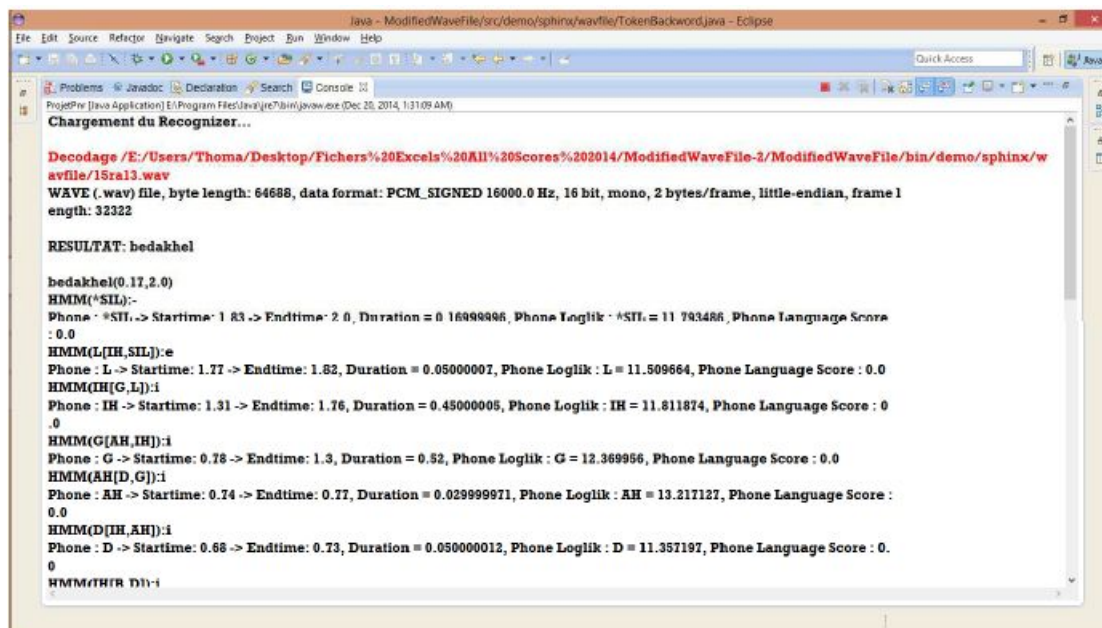 Java - ModifiedWaveFile/src/demo/sphinx/wavfile/TokenBackword.java - Eclipse
File Edit Source Refactor Navigate Search Project Run Window Help
Quick Access
Java
Problems Javadoc Declaration Search Console
ProjetPnr [Java Application] E:\Program Files\Java\jre7\bin\javaw.exe (Dec 20, 2014, 1:31:09 AM)
Chargement du Recognizer...
Decodage /E:/Users/Thoma/Desktop/Fichers%20Excels%20All%20Scores%202014/ModifiedWaveFile-2/ModifiedWaveFile/bin/demo/sphinx/w
avfile/15ra13.wav
WAVE (.wav) file, byte length: 64688, data format: PCM_SIGNED 16000.0 Hz, 16 bit, mono, 2 bytes/frame, little-endian, frame l
ength: 32322
RESULTAT: bedakhel
bedakhel(0.17,2.0)
HMM(*SIL):-
Phone : *SIL -> Startime: 1.83 -> Endtime: 2.0, Duration = 0.16999996, Phone Loglik : *SIL = 11.793486, Phone Language Score
: 0.0
HMM(L[IH,SIL]):e
Phone : L -> Startime: 1.77 -> Endtime: 1.82, Duration = 0.05000007, Phone Loglik : L = 11.509664, Phone Language Score : 0.0
HMM(IH[G,L]):i
Phone : IH -> Startime: 1.31 -> Endtime: 1.76, Duration = 0.45000005, Phone Loglik : IH = 11.811874, Phone Language Score : 0
.0
HMM(G[AH,IH]):i
Phone : G -> Startime: 0.78 -> Endtime: 1.3, Duration = 0.52, Phone Loglik : G = 12.369956, Phone Language Score : 0.0
HMM(AH[D,G]):i
Phone : AH -> Startime: 0.74 -> Endtime: 0.77, Duration = 0.029999971, Phone Loglik : AH = 13.217127, Phone Language Score :
0.0
HMM(D[IH,AH]):i
Phone : D -> Startime: 0.68 -> Endtime: 0.73, Duration = 0.050000012, Phone Loglik : D = 11.357197, Phone Language Score : 0.
0
HMM(IH[B,D]):i